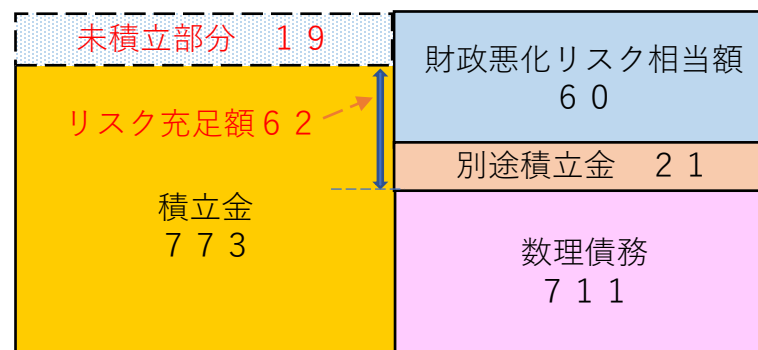 未積立部分　１９
リスク充足額６２
積立金
７７３
財政悪化リスク相当額
６０
別途積立金　２１
数理債務
７１１